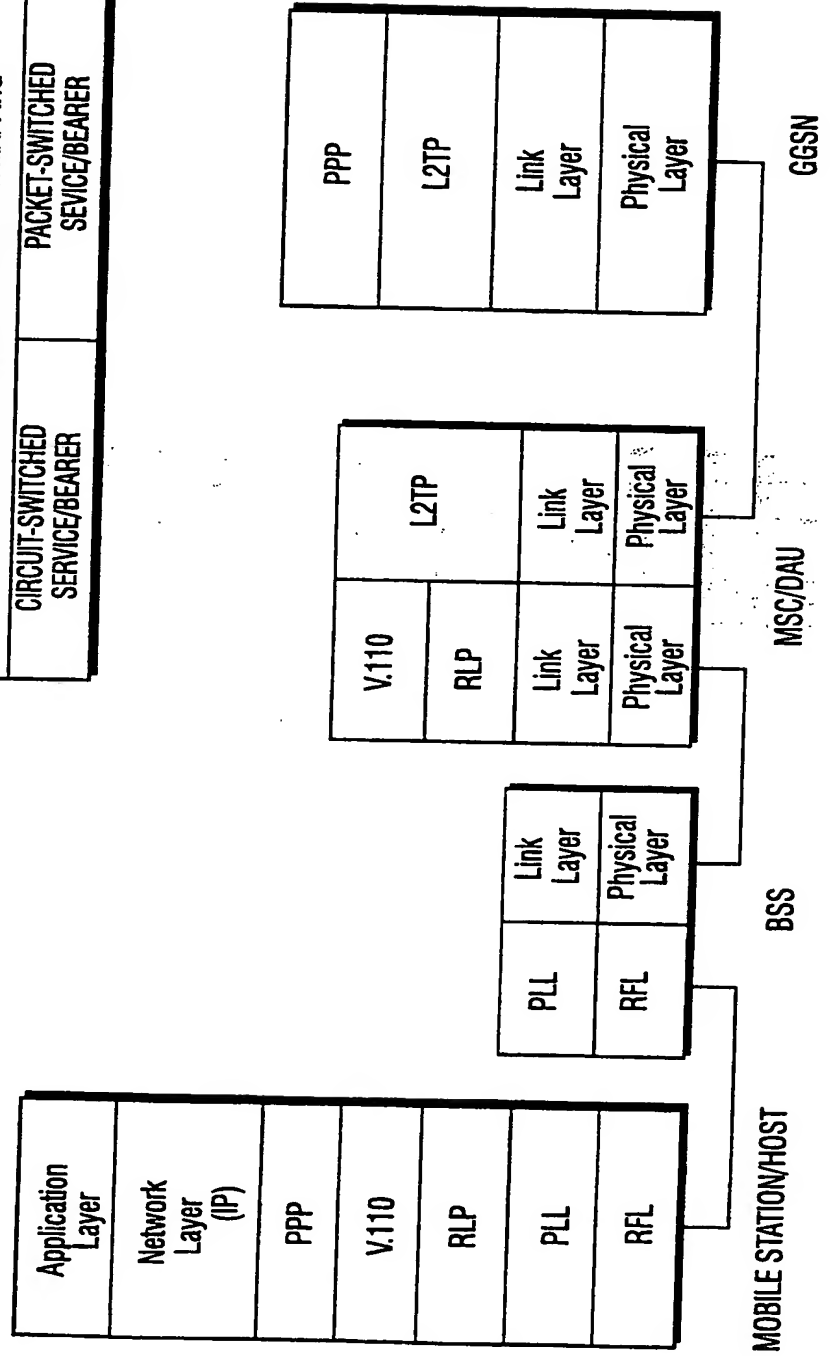 CIRCUIT-SWITCHED
SERVICE/BEARER
PACKET-SWITCHED
SEVICE/BEARER
Application
Layer
Network
Layer
(IP)
PPP
V.110
RLP
PLL
RFL
MOBILE STATION/HOST
PLL
Link
Layer
RFL
Physical
Layer
BSS
V.110
L2TP
RLP
Link
Layer
Link
Layer
Physical
Layer
Physical
Layer
MSC/DAU
PPP
L2TP
Link
Layer
Physical
Layer
GGSN